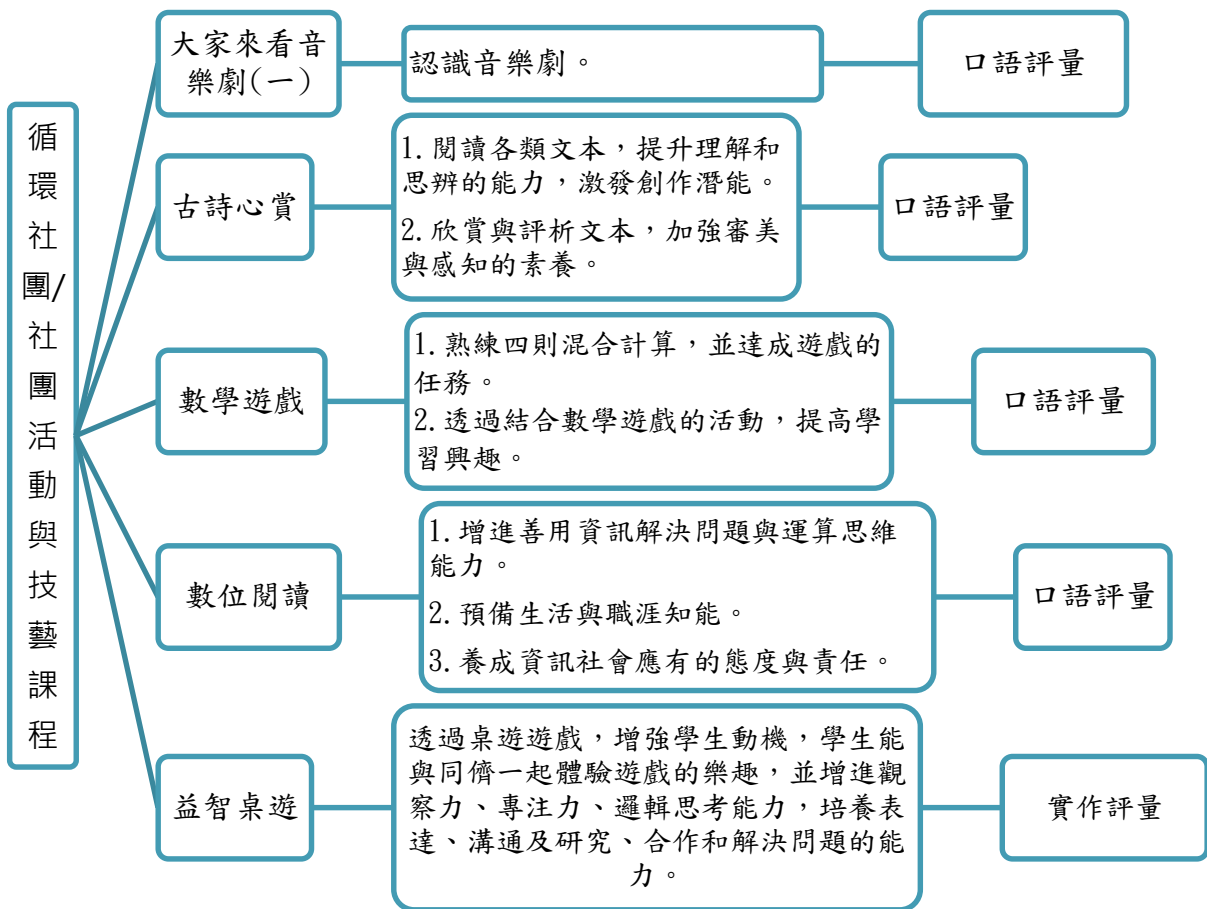 循環社團/社團活動與技藝課程
大家來看音
樂劇(一)
認識音樂劇。
口語評量
古詩心賞
1.閱讀各類文本，提升理解和
思辨的能力，激發創作潛能。
2.欣賞與評析文本，加強審美
與感知的素養。
口語評量
數學遊戲
1.熟練四則混合計算，並達成遊戲的
任務。
2.透過結合數學遊戲的活動，提高學
習興趣。
口語評量
數位閱讀
1.增進善用資訊解決問題與運算思維
能力。
2.預備生活與職涯知能。
3.養成資訊社會應有的態度與責任。
口語評量
益智桌遊
透過桌遊遊戲，增強學生動機，學生能
與同儕一起體驗遊戲的樂趣，並增進觀
察力、專注力、邏輯思考能力，培養表
達、溝通及研究、合作和解決問題的能
力。
實作評量